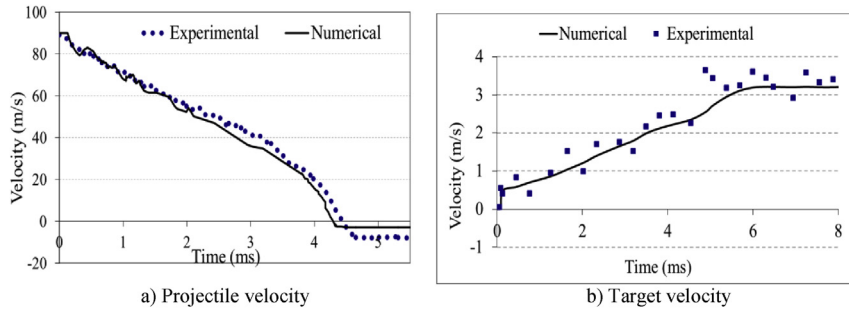 Experimental
Numerical
Velocity (m/s)
100
80
60
40
20
0
-20
0
1
2
3
4
5
Time (ms)
a) Projectile velocity
Numerical
Experimental
Velocity (m/s)
4
3
2
1
0
-1
0
2
4
6
8
Time (ms)
b) Target velocity